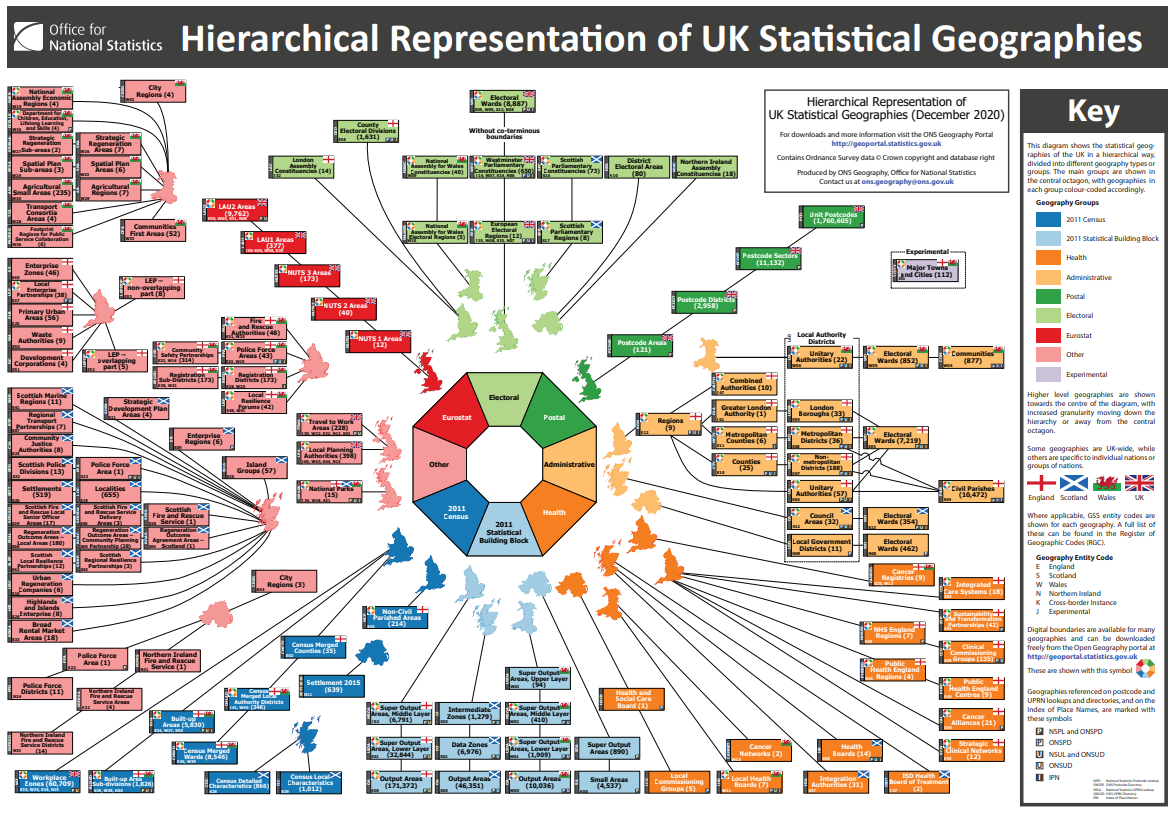 Office for
National Statistics
Hierarchical Representation of UK Statistical Geographies
Hierarchical Representation of
UK Statistical Geographies (December 2020)
For downloads and more information visit the ONS Geography Portal
http://geoportal.statistics.gov.uk
Contains Ordnance Survey data © Crown copyright and database right
Produced by ONS Geography, Office for National Statistics
Contact us at ons.geography@ons.gov.uk
National
Assembly Economic
Regions (4)
Department for
Children, Education,
Lifelong Learning
and Skills (4)
Strategic
Regeneration
Sub-areas (2)
Strategic
Regeneration
Areas (7)
Spatial Plan
Sub-areas (3)
Spatial Plan
Areas (6)
Agricultural
Small Areas (235)
Agricultural
Regions (7)
Transport
Consortia
Areas (4)
Footprint
Regions for Public
Service Collaboration
(6)
City
Regions (4)
Communities
First Areas (52)
Enterprise
Zones (46)
Local
Enterprise
Partnerships (38)
Primary Urban
Areas (56)
Waste
Authorities (9)
Development
Corporations (4)
LEP –
non-overlapping
part (8)
LEP –
overlapping
part (5)
Fire
and Rescue
Authorities (48)
Community
Safety Partnerships
(314)
Police Force
Areas (43)
Registration
Sub-Districts (173)
Registration
Districts (173)
Local
Resilience
Forums (42)
Scottish Marine
Regions (11)
Regional
Transport
Partnerships (7)
Community
Justice
Authorities (8)
Scottish Police
Divisions (13)
Police Force
Area (1)
Settlements
(519)
Localities
(655)
Scottish Fire and
Rescue Local Senior
Officer Areas
(17)
Scottish Fire and
Rescue Service
Delivery
Areas (3)
Scottish Fire
and Rescue
Service (1)
Regeneration
Outcome Areas –
Local Areas (180)
Regeneration
Outcome Areas –
Community Planning
Partnership (28)
Regeneration
Outcome
Agreement Areas –
Scotland (1)
Scottish
Local Resilience
Partnerships (12)
Scottish
Regional Resilience
Partnerships (3)
Urban
Regeneration
Companies (6)
Highlands
and Islands
Enterprise (8)
Broad
Rental Market
Areas (18)
Strategic
Development Plan
Areas (4)
Enterprise
Regions (6)
Island
Groups (57)
City
Regions (3)
Travel to Work
Areas (228)
Local Planning
Authorities (398)
National Parks
(15)
Police Force
Area (1)
Northern Ireland
Fire and Rescue
Service (1)
Police Force
Districts (11)
Northern Ireland
Fire and Rescue
Service Areas
(4)
Northern Ireland
Fire and Rescue
Service Districts
(14)
LAU2 Areas
(9,762)
LAU1 Areas
(377)
NUTS 3 Areas
(173)
NUTS 2 Areas
(40)
NUTS 1 Areas
(12)
Electoral
Wards (8,887)
Without co-terminous
boundaries
County
Electoral Divisions
(1,631)
London
Assembly
Constituencies (14)
National
Assembly for Wales
Constituencies (40)
Westminster
Parliamentary
Constituencies (650)
Scottish
Parliamentary
Constituencies (73)
District
Electoral Areas
(80)
Northern Ireland
Assembly
Constituencies (18)
National
Assembly for Wales
Electoral Regions (5)
European
Electoral
Regions (12)
Scottish
Parliamentary
Regions (8)
Unit Postcodes
(1,760,605)
Postcode Sectors
(11,132)
Postcode Districts
(2,958)
Postcode Areas
(121)
Experimental
Major Towns
and Cities (112)
Local Authority
Districts
Unitary
Authorities (22)
Electoral
Wards (852)
Communities
(877)
Combined
Authorities (10)
Greater London
Authority (1)
London
Boroughs (33)
Regions
(9)
Metropolitan
Counties (6)
Metropolitan
Districts (36)
Electoral
Wards (7,219)
Counties
(25)
Non-
metropolitan
Districts (188)
Unitary
Authorities (57)
Civil Parishes
(10,472)
Council
Areas (32)
Electoral
Wards (354)
Local Government
Districts (11)
Electoral
Wards (462)
Eurostat
Electoral
Postal
Other
Administrative
2011
Census
2011
Statistical
Building Block
Health
Cancer
Registries (9)
Integrated
Care Systems (18)
Sustainability
and Transformation
Partnerships (42)
NHS England
Regions (7)
Clinical
Commissioning
Groups (135)
Public
Health England
Regions (4)
Public
Health England
Centres (9)
Cancer
Alliances (21)
Strategic
Clinical Networks
(12)
Health and
Social Care
Board (1)
Cancer
Networks (2)
Health
Boards (14)
Local
Commissioning
Groups (5)
Local Health
Boards (7)
Integration
Authorities (31)
ISD Health
Board of Treatment
(2)
Non-Civil
Parished Areas
(214)
Census Merged
Counties (35)
Settlement 2015
(639)
Census
Merged Local
Authority Districts
(346)
Built-up
Areas (5,830)
Census Merged
Wards (8,546)
Workplace
Zones (60,709)
Built-up Area
Sub-divisions (1,826)
Census Detailed
Characteristics (866)
Census Local
Characteristics
(1,012)
Super Output
Areas, Upper Layer
(94)
Super Output
Areas, Middle Layer
(6,791)
Intermediate
Zones (1,279)
Super Output
Areas, Middle Layer
(410)
Super Output
Areas, Lower Layer
(32,844)
Data Zones
(6,976)
Super Output
Areas, Lower Layer
(1,909)
Super Output
Areas (890)
Output Areas
(171,372)
Output Areas
(46,351)
Output Areas
(10,036)
Small Areas
(4,537)
Key
This diagram shows the statistical geog-
raphies of the UK in a hierarchical way,
divided into different geography types or
themes. The main groups are shown in
the central octagon, with geographies in
each group colour-coded accordingly.
Geography Groups
2011 Census
2011 Statistical Building Block
Health
Administrative
Postal
Electoral
Eurostat
Other
Experimental
Higher level geographies are shown
towards the centre of the diagram, with
increased granularity moving down the
hierarchy or away from the central
octagon.
Some geographies are UK-wide, while
others are specific to individual nations or
groups of nations.
England Scotland Wales UK
Where applicable, GSS entity codes
are shown for each geography. A full list of
these can be found in the Register of
Geographic Codes (RGC).
Geography Entity Code
E England
S Scotland
W Wales
N Northern Ireland
K Cross-border Instance
J Experimental
Digital boundaries are available for many
geographies and can be downloaded
freely from the Open Geography portal at
http://geoportal.statistics.gov.uk
These are shown with this symbol
Geographies referenced on postcode and
UPRN lookups and directories, and on the
Index of Place Names, are marked with
these symbols
P NSPL and ONSPD
P ONSPD
U NSUL and ONSUD
U ONSUD
I IPN